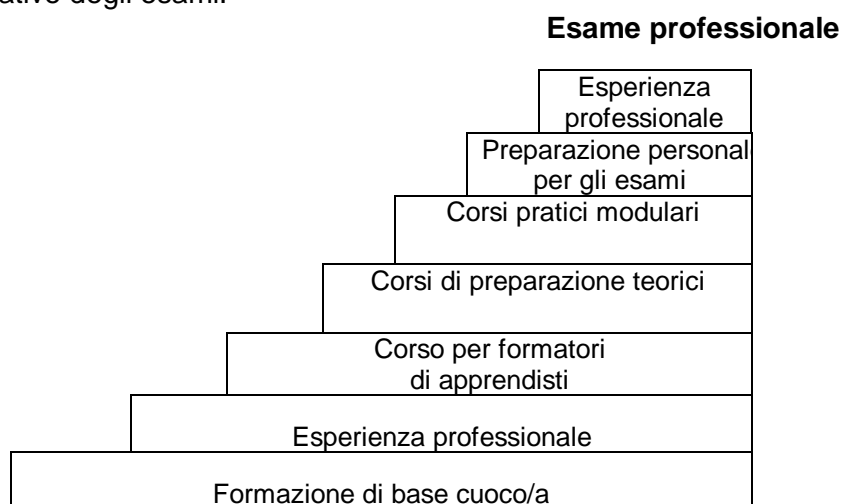 degli esami.
Esame professionale
Esperienza
professionale
Preparazione personal
per gli esami
Corsi pratici modulari
Corsi di preparazione teorici
Corso per formatori
di apprendisti
Esperienza professionale
Formazione di base cuoco/a